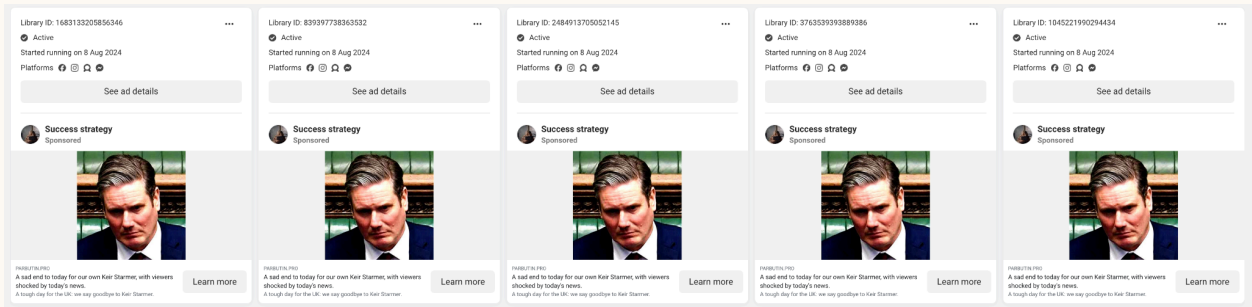 Library ID: 1683133205856346
Active
Started running on 8 Aug 2024
Platforms
See ad details
Success strategy
Sponsored
PARBUTIN.PRO
A sad end to today for our own Keir Starmer, with viewers
shocked by today's news.
A tough day for the UK: we say goodbye to Keir Starmer.
Learn more
Library ID: 839397738363532
Active
Started running on 8 Aug 2024
Platforms
See ad details
Success strategy
Sponsored
PARBUTIN.PRO
A sad end to today for our own Keir Starmer, with viewers
shocked by today's news.
A tough day for the UK: we say goodbye to Keir Starmer.
Learn more
Library ID: 2484913705052145
Active
Started running on 8 Aug 2024
Platforms
See ad details
Success strategy
Sponsored
PARBUTIN.PRO
A sad end to today for our own Keir Starmer, with viewers
shocked by today's news.
A tough day for the UK: we say goodbye to Keir Starmer.
Learn more
Library ID: 3763539393889386
Active
Started running on 8 Aug 2024
Platforms
See ad details
Success strategy
Sponsored
PARBUTIN.PRO
A sad end to today for our own Keir Starmer, with viewers
shocked by today's news.
A tough day for the UK: we say goodbye to Keir Starmer.
Learn more
Library ID: 1045221990294434
Active
Started running on 8 Aug 2024
Platforms
See ad details
Success strategy
Sponsored
PARBUTIN.PRO
A sad end to today for our own Keir Starmer, with viewers
shocked by today's news.
A tough day for the UK: we say goodbye to Keir Starmer.
Learn more